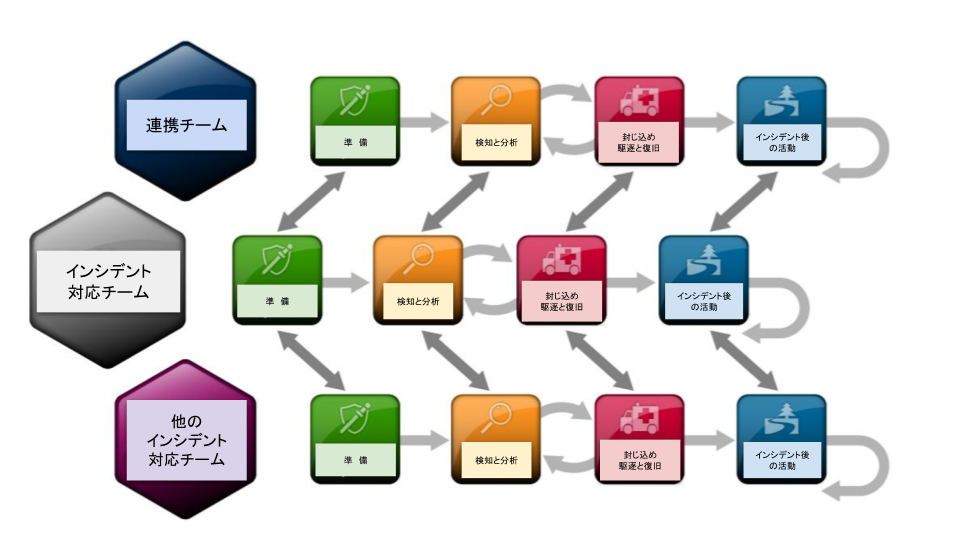 連携チーム
準　備
検知と分析
封じ込め
駆逐と復旧
インシデント後
の活動
インシデント
対応チーム
準　備
検知と分析
封じ込め
駆逐と復旧
インシデント後
の活動
他の
インシデント
対応チーム
準　備
検知と分析
封じ込め
駆逐と復旧
インシデント後
の活動